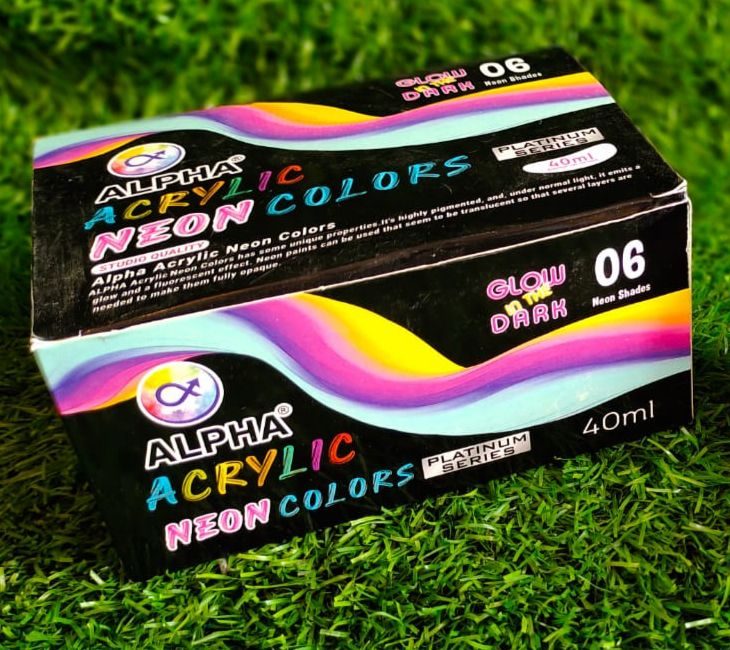 GLOW
IN THE
DARK
06
Neon Shades
ALPHA®
ACRYLIC
NEON COLORS
PLATINUM
SERIES
40ml
STUDIO QUALITY
Alpha Acrylic Neon Colors
ALPHA Acrylic Neon Colors has some unique properties.It's highly pigmented, and, under normal light, it emits a
glow and a fluorescent effect. Neon paints can be used that seem to be translucent so that several layers are
needed to make them fully opaque.
GLOW
IN THE
DARK
06
Neon Shades
ALPHA®
ACRYLIC
NEON COLORS
PLATINUM
SERIES
40ml